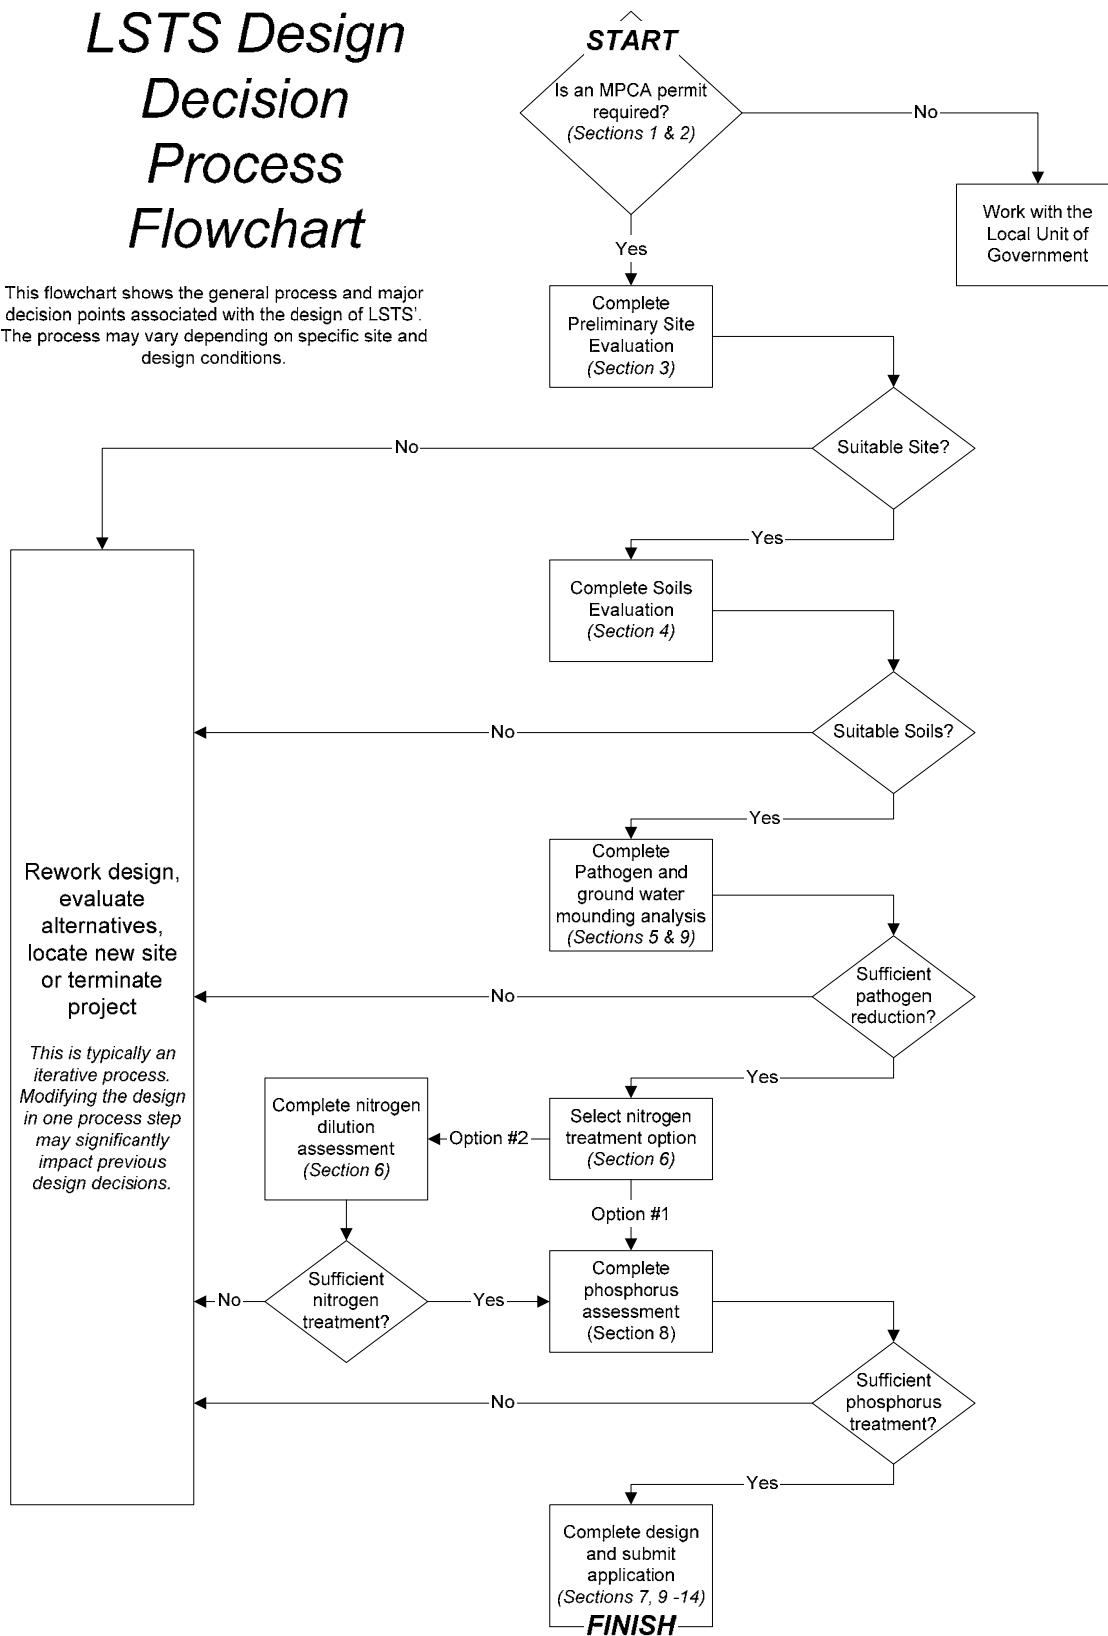 LSTS Design
Decision
Process
Flowchart
This flowchart shows the general process and major
decision points associated with the design of LSTS'.
The process may vary depending on specific site and
design conditions.
START
Is an MPCA permit
required?
(Sections 1 & 2)
No
Work with the
Local Unit of
Government
Yes
Complete
Preliminary Site
Evaluation
(Section 3)
Suitable Site?
No
Yes
Complete Soils
Evaluation
(Section 4)
Suitable Soils?
No
Yes
Complete
Pathogen and
ground water
mounding analysis
(Sections 5 & 9)
Sufficient
pathogen
reduction?
No
Yes
Select nitrogen
treatment option
(Section 6)
Option #2
Complete nitrogen
dilution
assessment
(Section 6)
Option #1
Sufficient
nitrogen
treatment?
No
Yes
Complete
phosphorus
assessment
(Section 8)
Sufficient
phosphorus
treatment?
No
Yes
Complete design
and submit
application
(Sections 7, 9 -14)
FINISH
Rework design,
evaluate
alternatives,
locate new site
or terminate
project
This is typically an
iterative process.
Modifying the design
in one process step
may significantly
impact previous
design decisions.